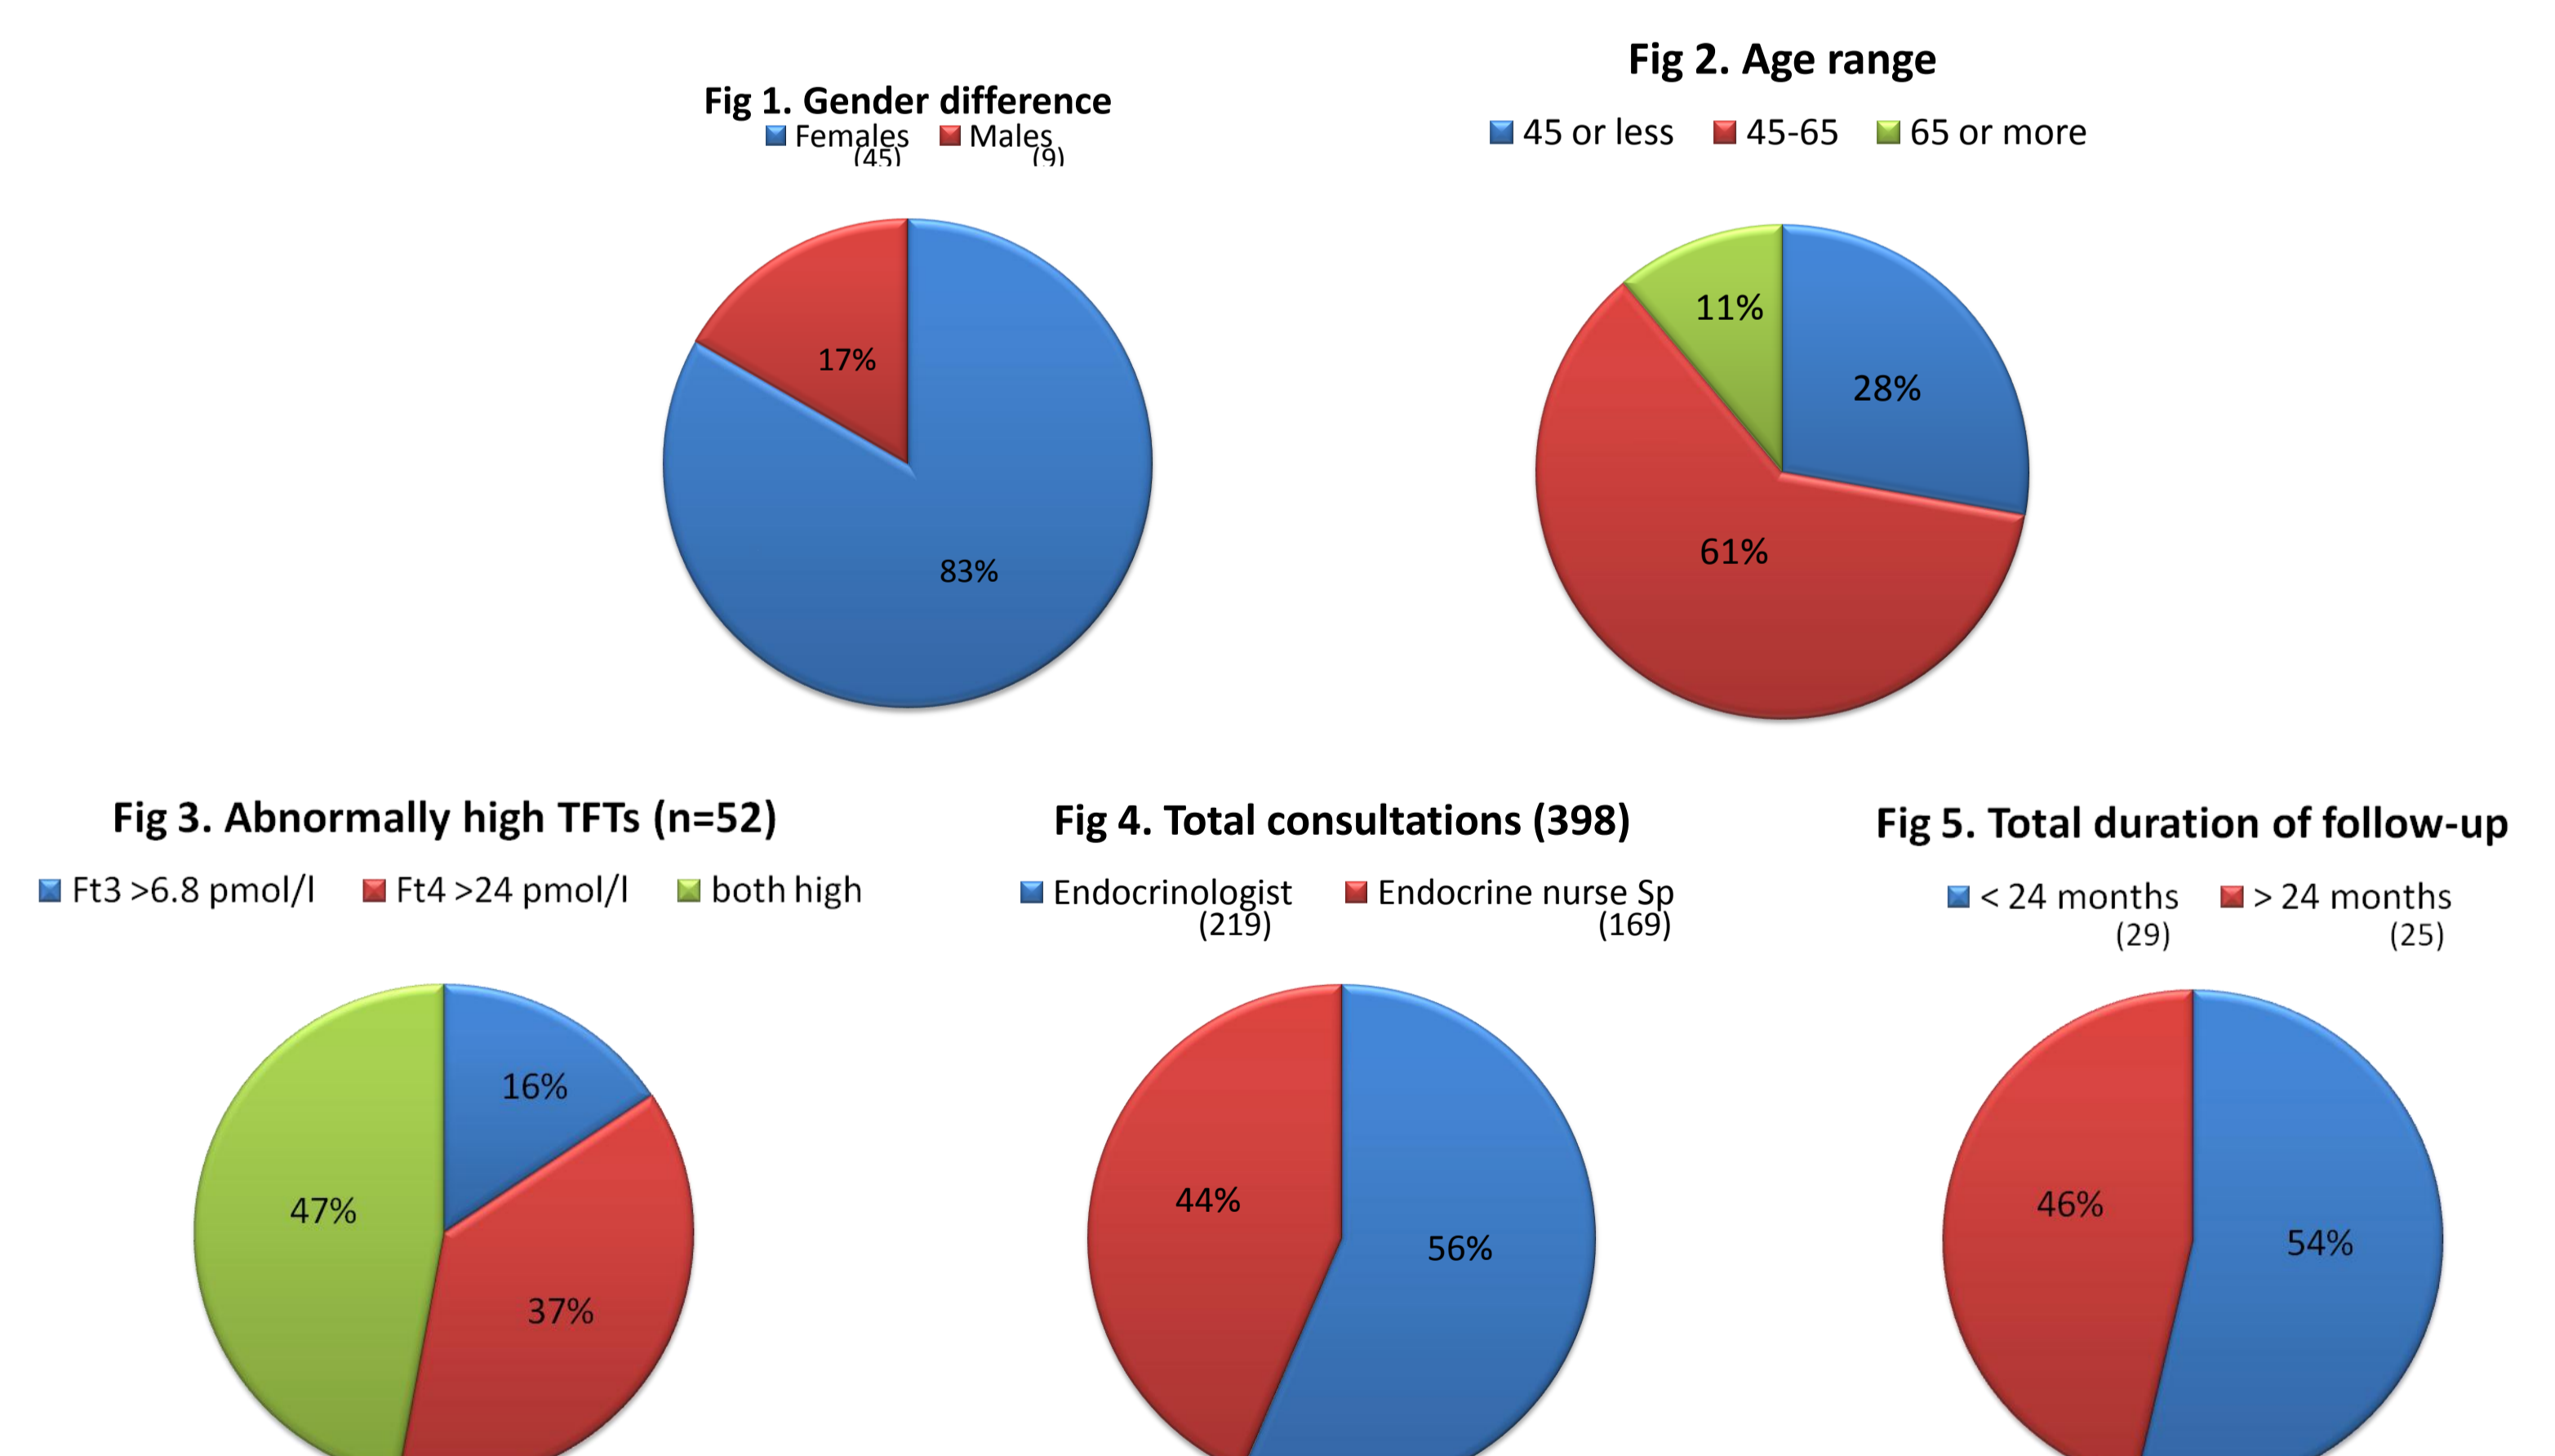 Fig 1. Gender difference
Females Males
(45) (9)
17%
83%
Fig 2. Age range
45 or less 45-65 65 or more
11%
28%
61%
Fig 3. Abnormally high TFTs (n=52)
Ft3 >6.8 pmol/l Ft4 >24 pmol/l both high
16%
47%
37%
Fig 4. Total consultations (398)
Endocrinologist Endocrine nurse Sp
(219) (169)
44%
56%
Fig 5. Total duration of follow-up
< 24 months > 24 months
(29) (25)
46%
54%